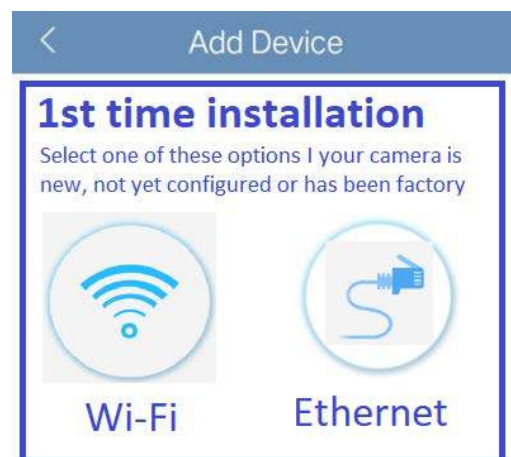 Add Device
1st time installation
Select one of these options I your camera is
new, not yet configured or has been factory
Wi-Fi
Ethernet